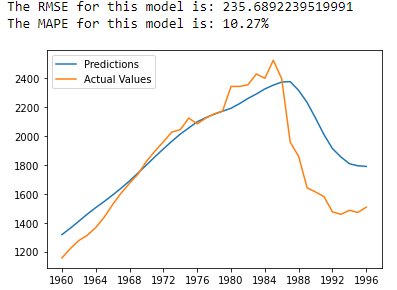 The RMSE for this model is: 235.6892239519991
The MAPE for this model is: 10.27%
Predictions
Actual Values
2400
2200
2000
1800
1600
1400
1200
1960 1964 1968 1972 1976 1980 1984 1988 1992 1996